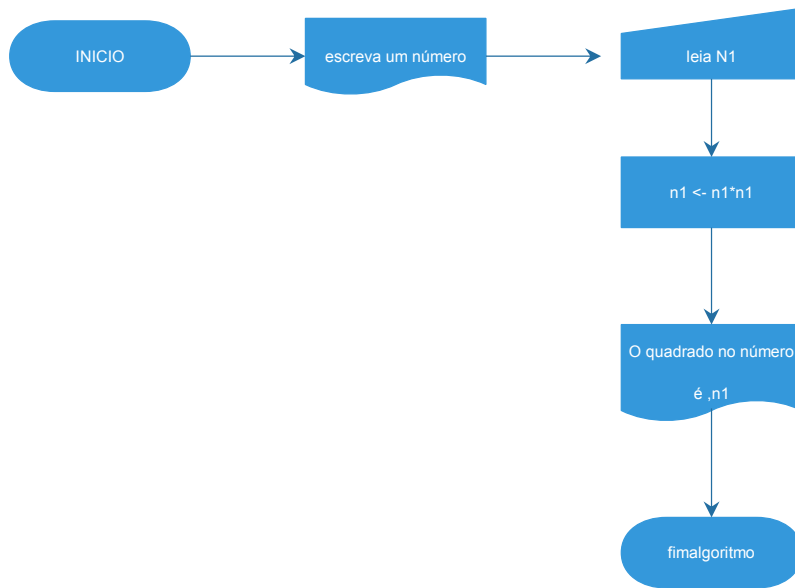 INICIO
escreva um número
leia N1
n1 <- n1*n1
O quadrado no número
é ,n1
fimalgoritmo